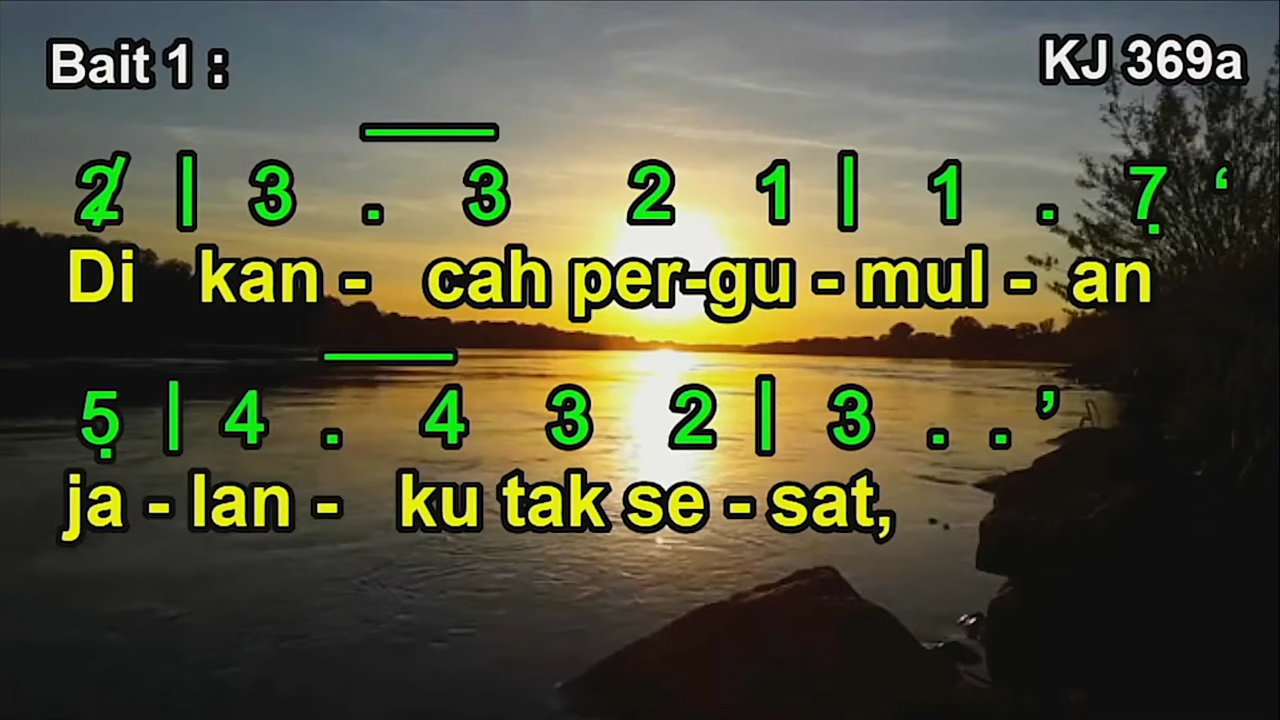 Bait 1 : KJ 369a
2̸ | 3 . 3 2 1 | 1 . 7̣ ‘
Di kan - cah per-gu - mul - an
5̣ | 4 . 4 3 2 | 3 . . ’
ja - lan - ku tak se - sat,